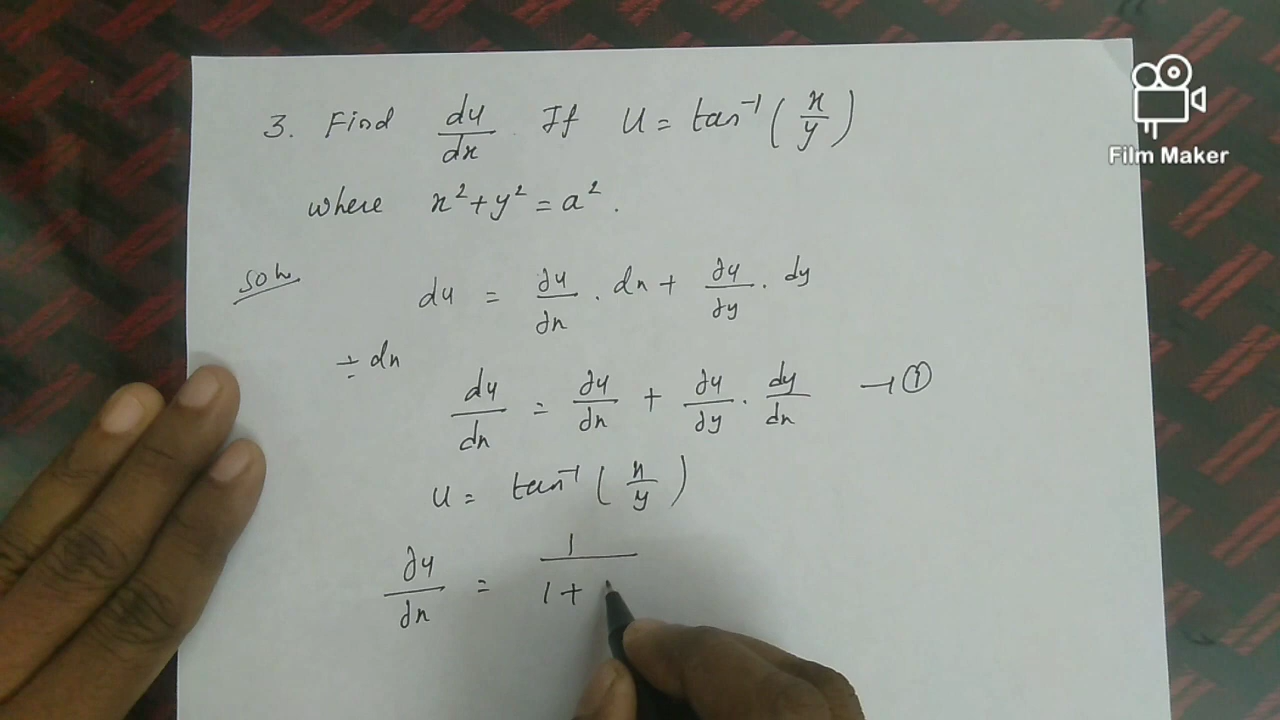 3. Find du/dx. If U = tan⁻¹(x/y)
where x²+y² = a².
Soln
du = ∂u/∂x . dx + ∂u/∂y . dy
÷ dx
du/dx = ∂u/∂x + ∂u/∂y . dy/dx → ①
U = tan⁻¹(x/y)
∂u/∂x = 1/1+
Film Maker